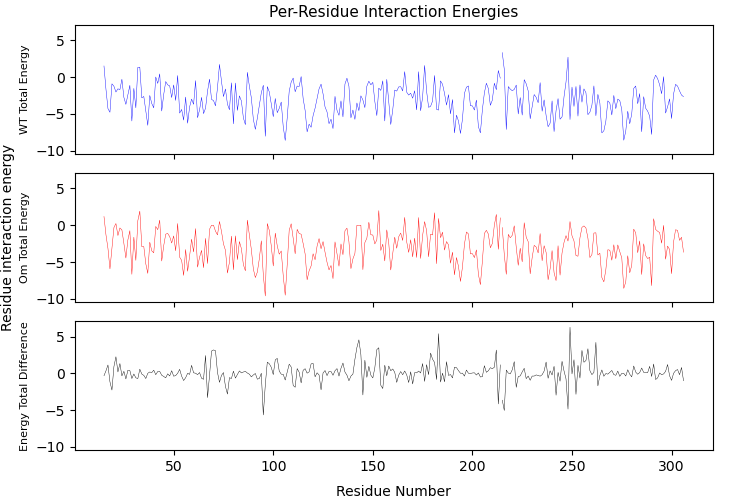 Per-Residue Interaction Energies
WT Total Energy
5
0
−5
−10
Residue interaction energy
Om Total Energy
5
0
−5
−10
Energy Total Difference
5
0
−5
−10
50 100 150 200 250 300
Residue Number